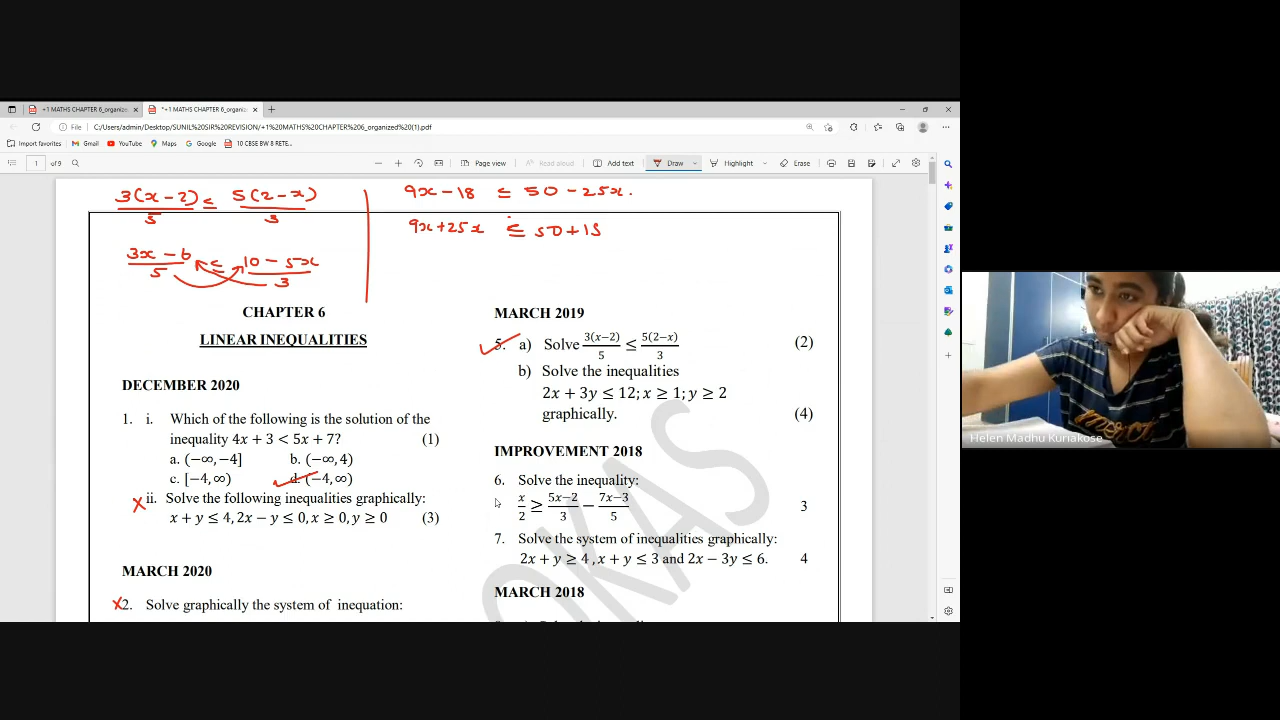 +1 MATHS CHAPTER 6_organize
*+1 MATHS CHAPTER 6_organiz
File C:/Users/admin/Desktop/SUNIL%20SIR%20REVISION/+1%20MATHS%20CHAPTER%206_organized%20(1).pdf
Import favorites Gmail YouTube Maps Google 10 CBSE BW 8 RETE...
1 of 9 Page view Read aloud Add text Draw Highlight Erase
3(x-2)/5 ≤ 5(2-x)/3
3x-6/5 ≤ 10-5x/3
9x-18 ≤ 50-25x.
9x+25x ≤ 50+18
CHAPTER 6
LINEAR INEQUALITIES
DECEMBER 2020
1. i. Which of the following is the solution of the
inequality 4x + 3 < 5x + 7? (1)
a. (−∞, −4] b. (−∞, 4)
c. [−4, ∞) d. (−4, ∞)
ii. Solve the following inequalities graphically:
x + y ≤ 4, 2x − y ≤ 0, x ≥ 0, y ≥ 0 (3)
MARCH 2020
2. Solve graphically the system of inequation:
MARCH 2019
5. a) Solve 3(x−2)/5 ≤ 5(2−x)/3 (2)
b) Solve the inequalities
2x + 3y ≤ 12; x ≥ 1; y ≥ 2
graphically. (4)
IMPROVEMENT 2018
6. Solve the inequality:
x/2 ≥ 5x−2/3 − 7x−3/5 3
7. Solve the system of inequalities graphically:
2x + y ≥ 4 , x + y ≤ 3 and 2x − 3y ≤ 6. 4
MARCH 2018
Helen Madhu Kuriakose